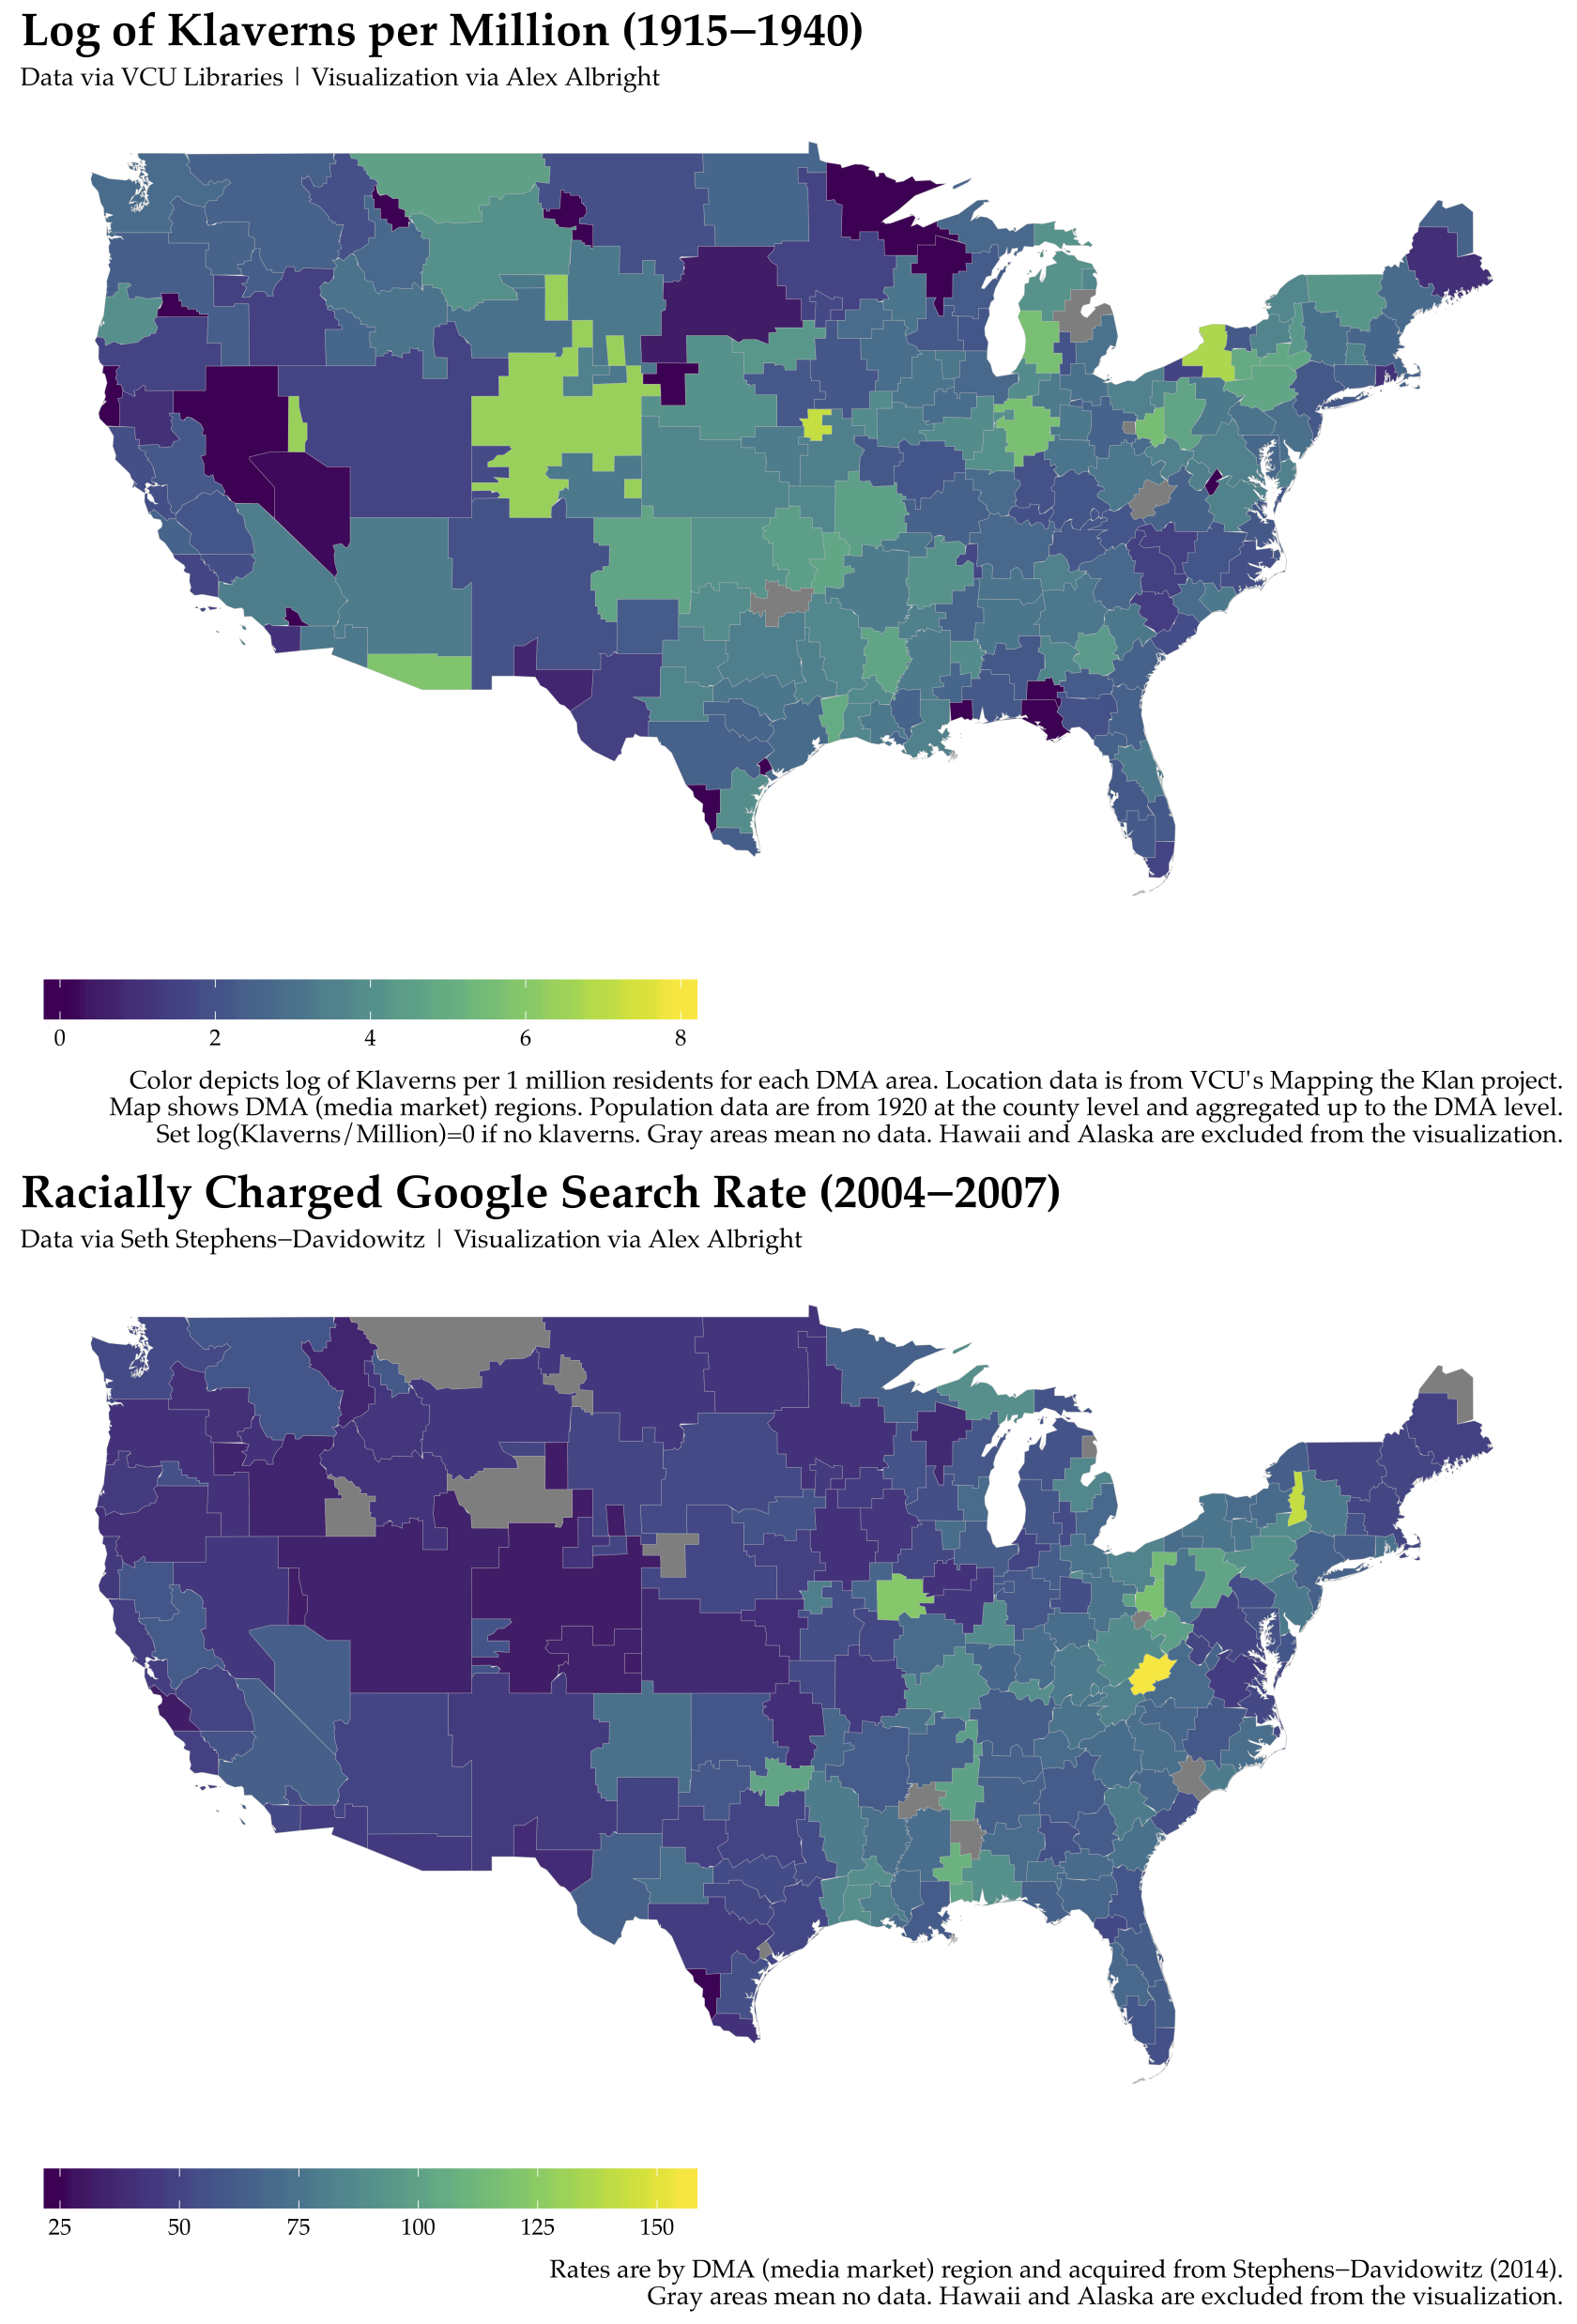 Log of Klaverns per Million (1915–1940)
Data via VCU Libraries | Visualization via Alex Albright
0 2 4 6 8
Color depicts log of Klaverns per 1 million residents for each DMA area. Location data is from VCU's Mapping the Klan project.
Map shows DMA (media market) regions. Population data are from 1920 at the county level and aggregated up to the DMA level.
Set log(Klaverns/Million)=0 if no klaverns. Gray areas mean no data. Hawaii and Alaska are excluded from the visualization.
Racially Charged Google Search Rate (2004–2007)
Data via Seth Stephens–Davidowitz | Visualization via Alex Albright
25 50 75 100 125 150
Rates are by DMA (media market) region and acquired from Stephens–Davidowitz (2014).
Gray areas mean no data. Hawaii and Alaska are excluded from the visualization.